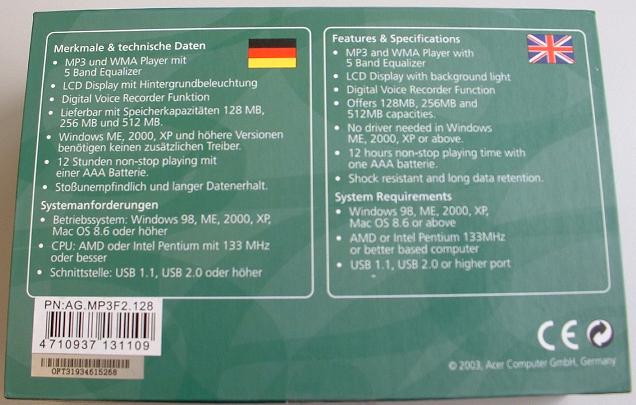 Merkmale & technische Daten
• MP3 und WMA Player mit
5 Band Equalizer
• LCD Display mit Hintergrundbeleuchtung
• Digital Voice Recorder Funktion
• Lieferbar mit Speicherkapazitäten 128 MB,
256 MB und 512 MB.
• Windows ME, 2000, XP und höhere Versionen
benötigen keinen zusätzlichen Treiber.
• 12 Stunden non-stop playing mit
einer AAA Batterie.
• Stoßunempfindlich und langer Datenerhalt.
Systemanforderungen
• Betriebssystem: Windows 98, ME, 2000, XP,
Mac OS 8.6 oder höher
• CPU: AMD oder Intel Pentium mit 133 MHz
oder besser
• Schnittstelle: USB 1.1, USB 2.0 oder höher
Features & Specifications
• MP3 and WMA Player with
5 Band Equalizer
• LCD Display with background light
• Digital Voice Recorder Function
• Offers 128MB, 256MB and
512MB capacities.
• No driver needed in Windows
ME, 2000, XP or above.
• 12 hours non-stop playing time with
one AAA battery.
• Shock resistant and long data retention.
System Requirements
• Windows 98, ME, 2000, XP,
Mac OS 8.6 or above
• AMD or Intel Pentium 133MHz
or better based computer
• USB 1.1, USB 2.0 or higher port
PN:AG.MP3F2.128
4 710937 131109
OFT31934615268
CE
© 2003, Acer Computer GmbH, Germany